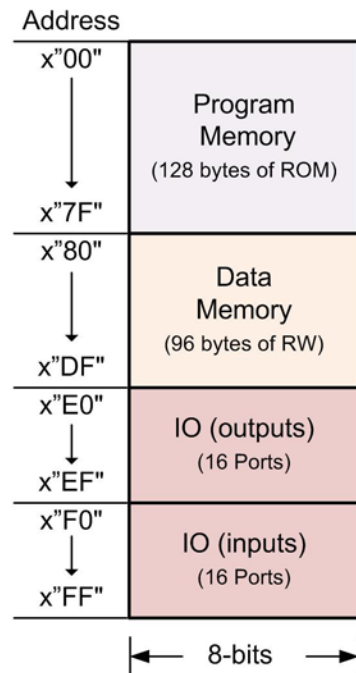 Address
x"00"
Program
Memory
(128 bytes of ROM)
x"7F"
x"80"
Data
Memory
(96 bytes of RW)
x"DF"
x"E0"
IO (outputs)
(16 Ports)
x"EF"
x"F0"
IO (inputs)
(16 Ports)
x"FF"
8-bits